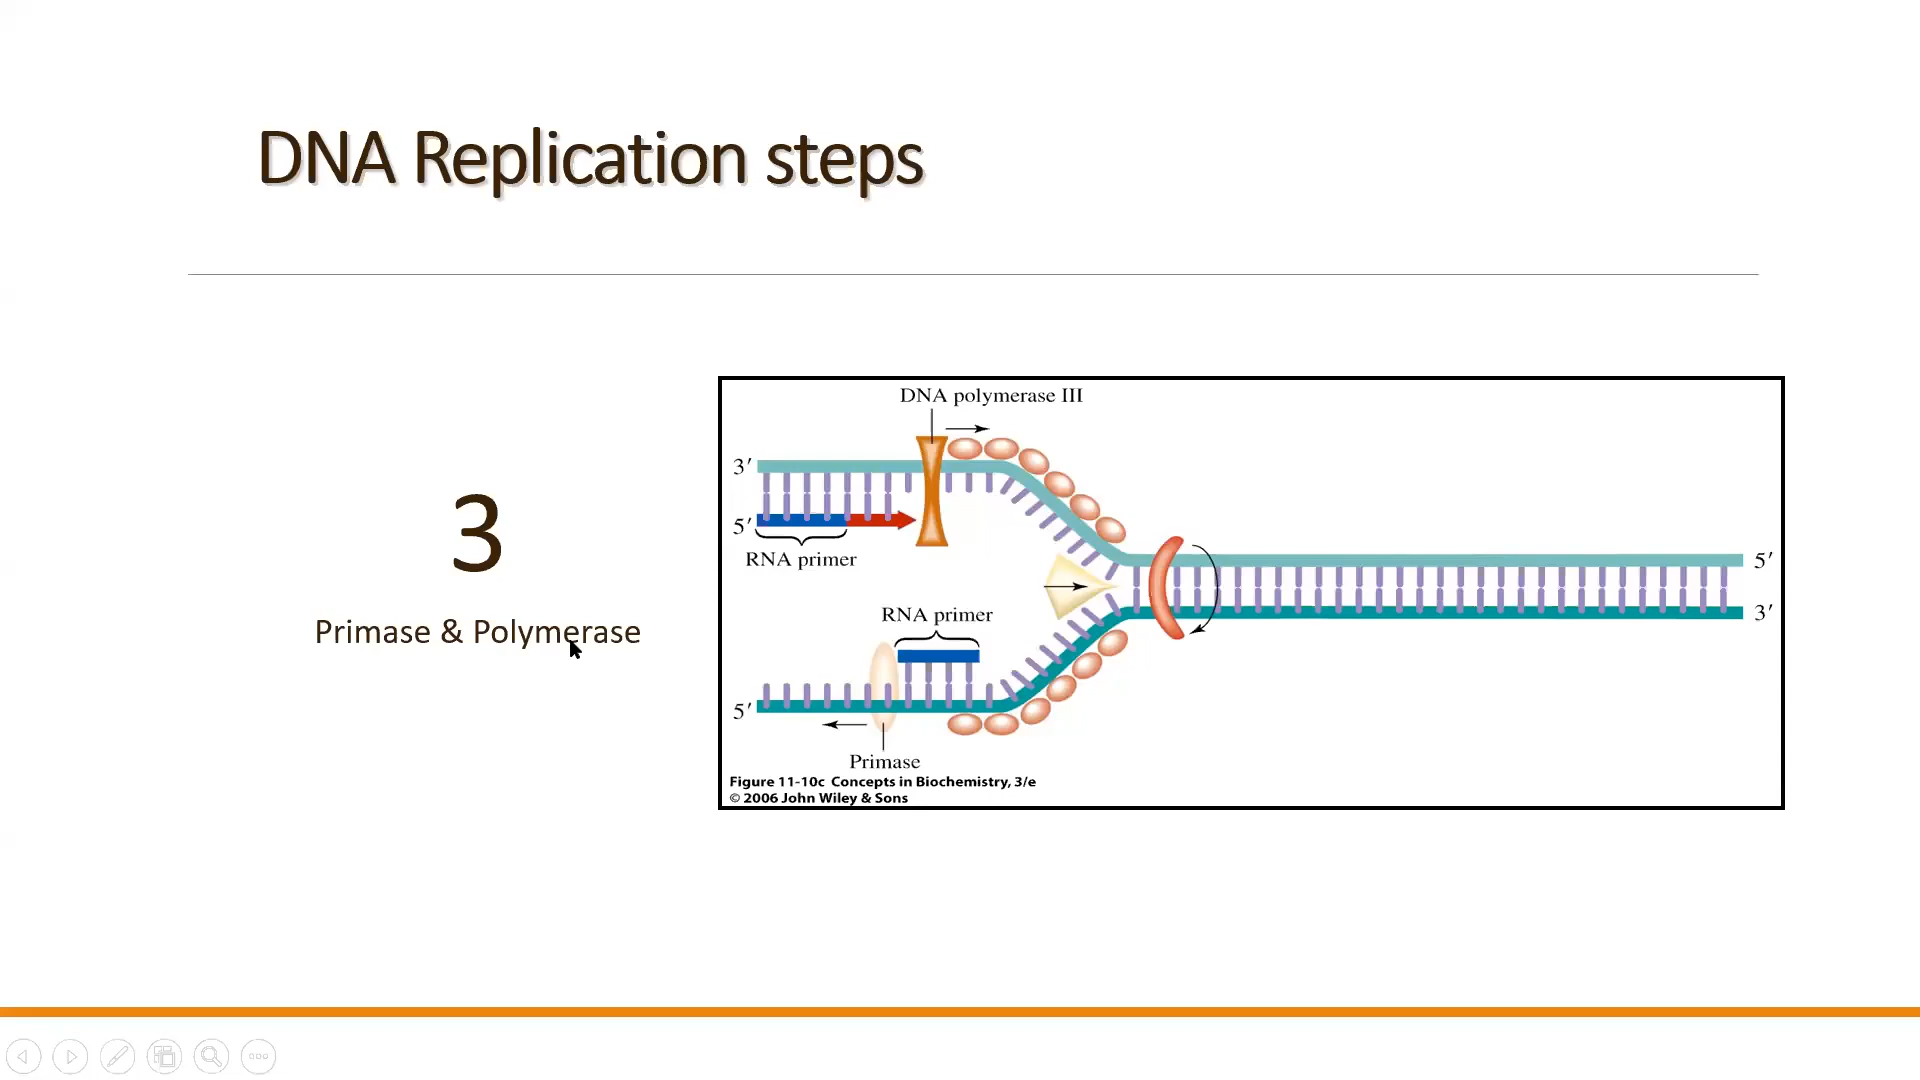 DNA Replication steps
3
Primase & Polymerase
DNA polymerase III
3′
5′
RNA primer
5′
3′
RNA primer
5′
Primase
Figure 11-10c Concepts in Biochemistry, 3/e
© 2006 John Wiley & Sons